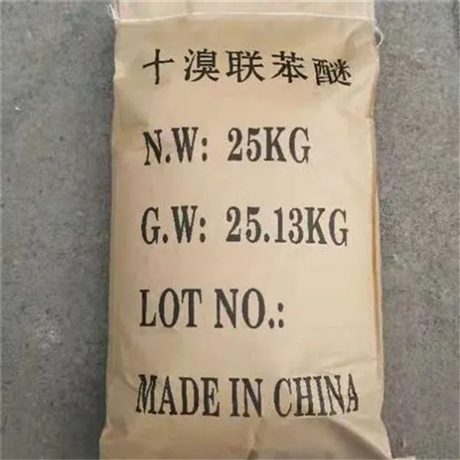 十溴联苯醚
N.W: 25KG
G.W: 25.13KG
LOT NO.:
MADE IN CHINA